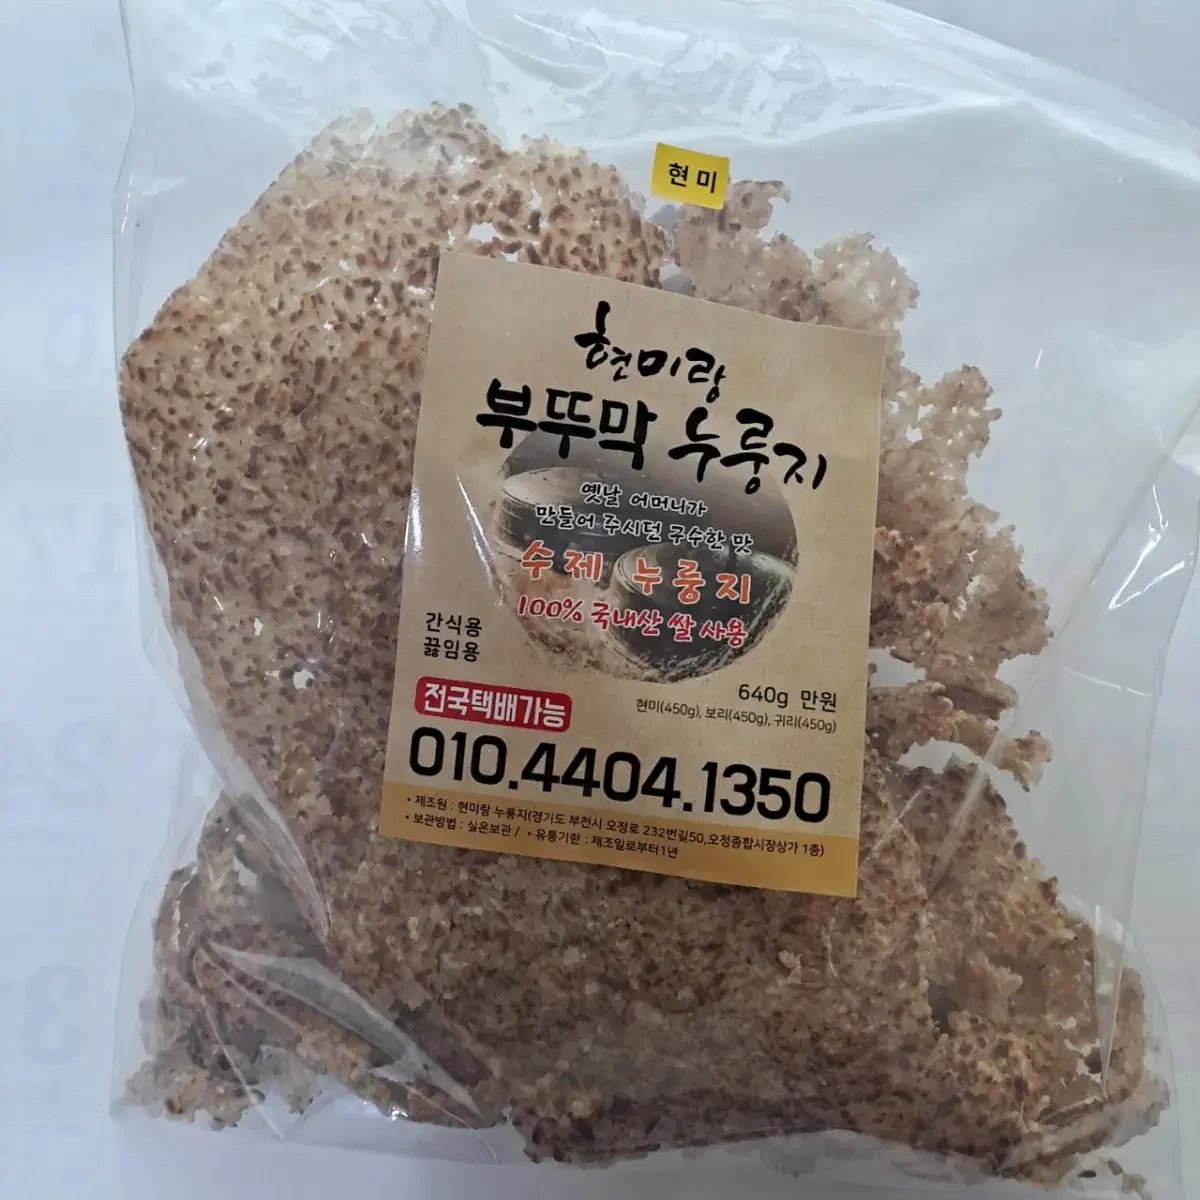 현미
현미랑
부뚜막 누룽지
옛날 어머니가
만들어 주시던 구수한 맛
수제 누룽지
100% 국내산 쌀 사용
간식용
끓임용
640g 만원
현미(450g), 보리(450g), 귀리(450g)
전국택배가능
010.4404.1350
• 제조원 : 현미랑 누룽지(경기도 부천시 오정로 232번길50,오정종합시장상가 1층)
• 보관방법 : 실온보관 / • 유통기한 : 제조일로부터1년